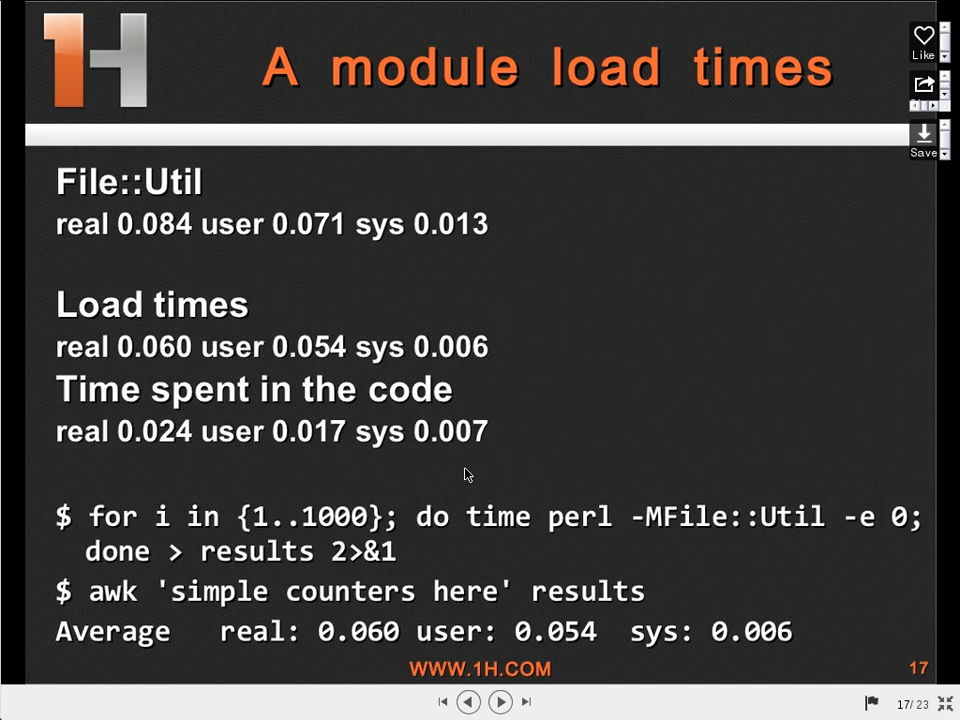 1H
A module load times
Like
Save
File::Util
real 0.084 user 0.071 sys 0.013
Load times
real 0.060 user 0.054 sys 0.006
Time spent in the code
real 0.024 user 0.017 sys 0.007
$ for i in {1..1000}; do time perl -MFile::Util -e 0;
done > results 2>&1
$ awk 'simple counters here' results
Average real: 0.060 user: 0.054 sys: 0.006
WWW.1H.COM
17
17/ 23